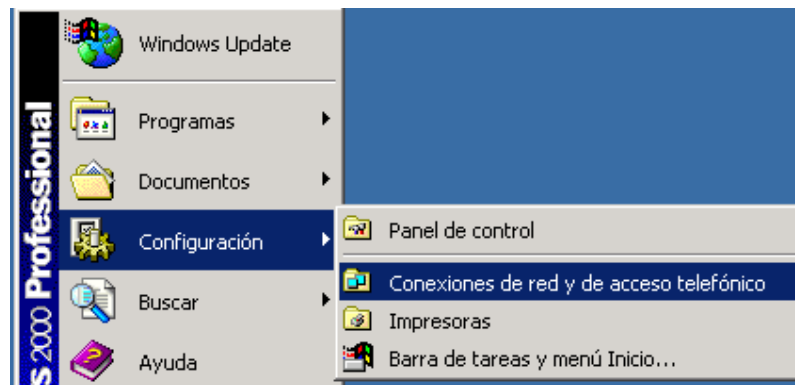 Windows Update
Programas
Documentos
Configuración
Buscar
Ayuda
Panel de control
Conexiones de red y de acceso telefónico
Impresoras
Barra de tareas y menú Inicio...
s 2000 Professional